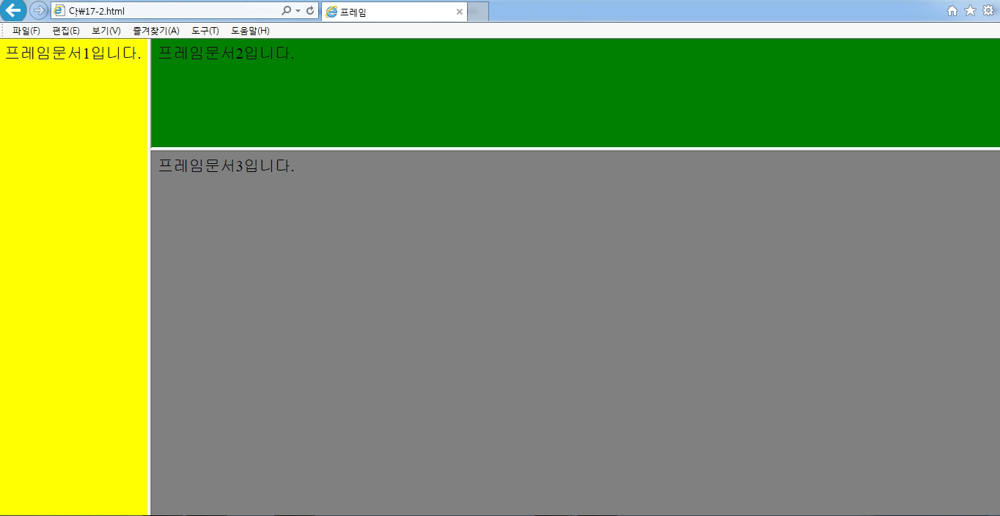 C:₩17-2.html
프레임
파일(F) 편집(E) 보기(V) 즐겨찾기(A) 도구(T) 도움말(H)
프레임문서1입니다.
프레임문서2입니다.
프레임문서3입니다.